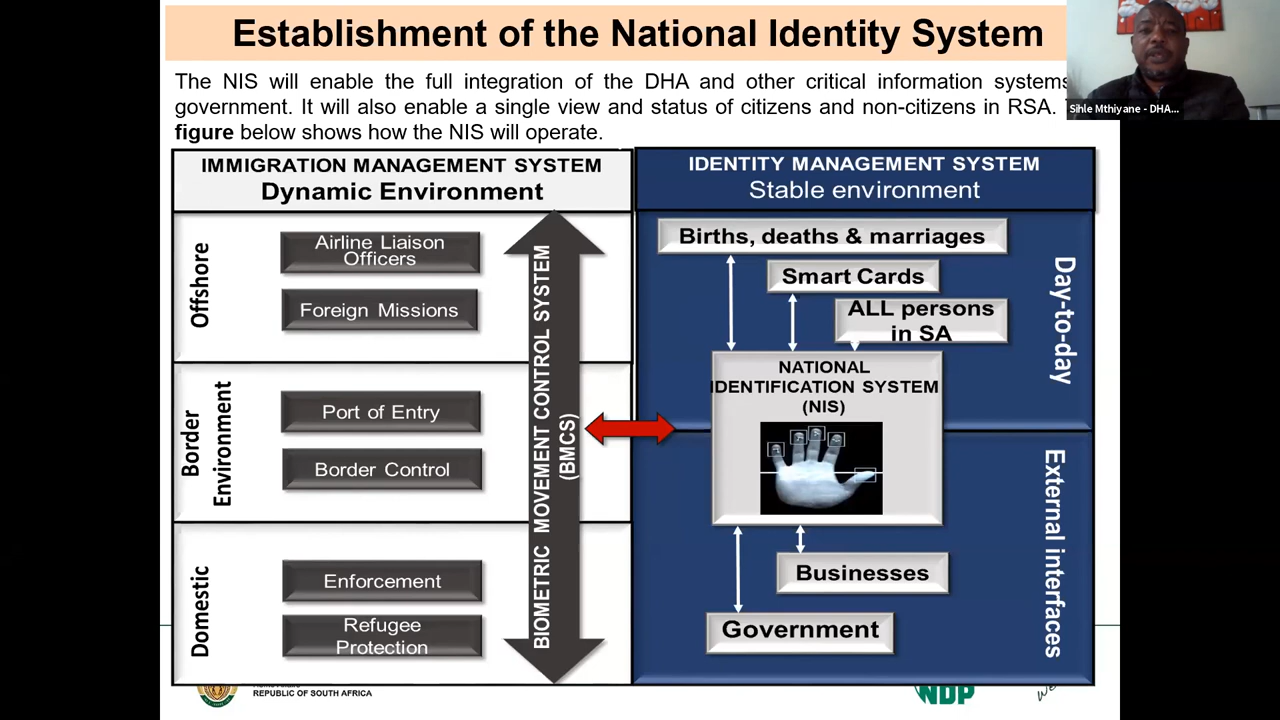 Establishment of the National Identity System
The NIS will enable the full integration of the DHA and other critical information systems
government. It will also enable a single view and status of citizens and non-citizens in RSA.
figure below shows how the NIS will operate.
Sihle Mthiyane - DHA...
IMMIGRATION MANAGEMENT SYSTEM
Dynamic Environment
Offshore
Airline Liaison
Officers
Foreign Missions
Border
Environment
Port of Entry
Border Control
Domestic
Enforcement
Refugee
Protection
BIOMETRIC MOVEMENT CONTROL SYSTEM
(BMCS)
IDENTITY MANAGEMENT SYSTEM
Stable environment
Births, deaths & marriages
Smart Cards
ALL persons
in SA
Day-to-day
NATIONAL
IDENTIFICATION SYSTEM
(NIS)
External interfaces
Businesses
Government
REPUBLIC OF SOUTH AFRICA
NDP
We